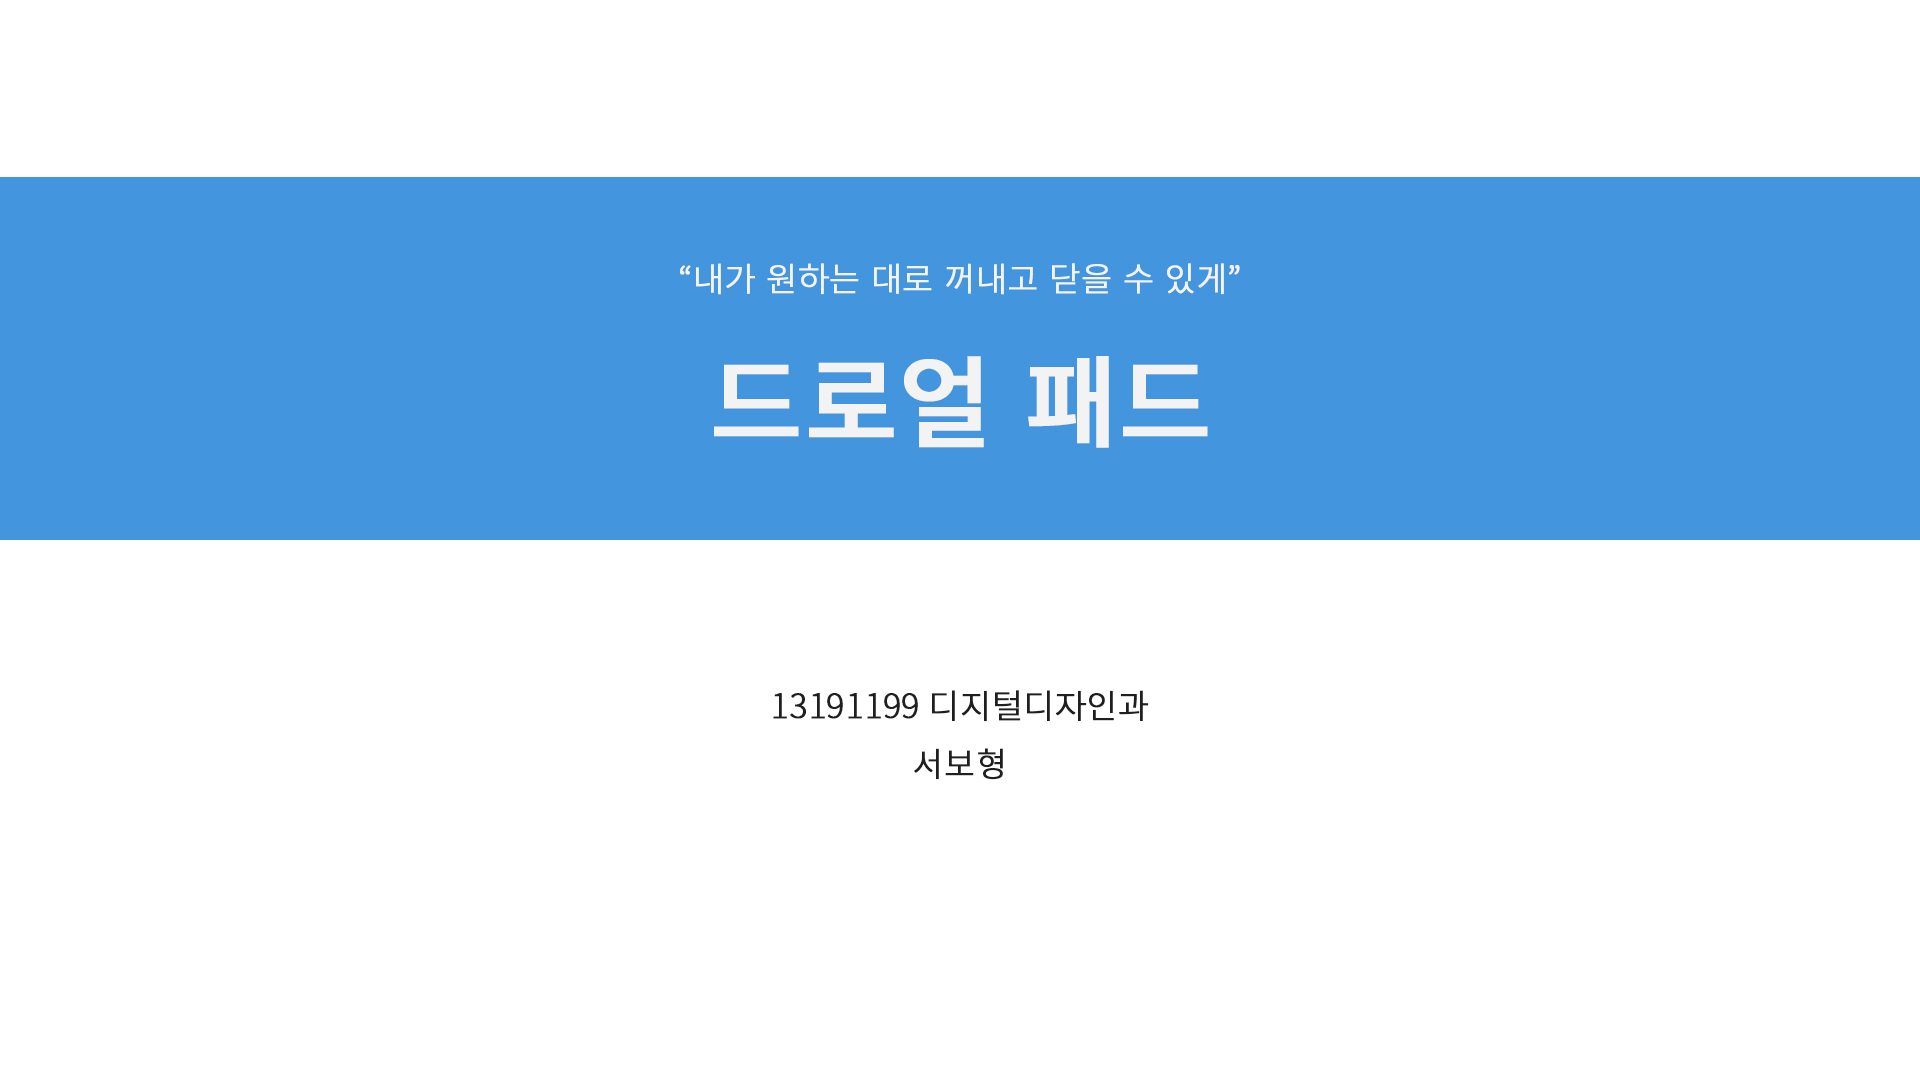 “내가 원하는 대로 꺼내고 닫을 수 있게”
드로얼 패드
13191199 디지털디자인과
서보형